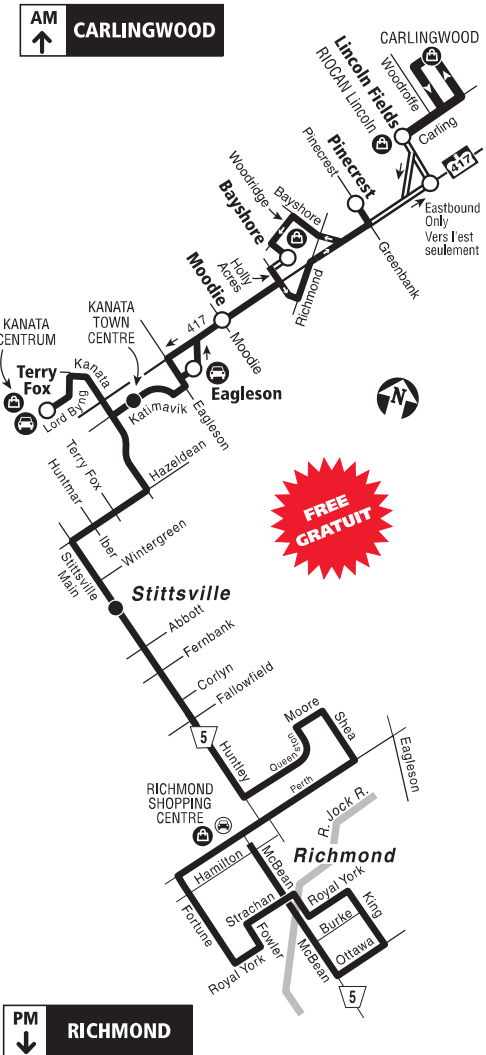 AM
CARLINGWOOD
CARLINGWOOD
Lincoln Fields
RIOCAN Lincoln
Woodroffe
Carling
417
Pinecrest
Pinecrest
Eastbound
Only
Vers l'est
seulement
Woodridge
Bayshore
Bayshore
Greenbank
Holly
Acres
Richmond
Moodie
Moodie
417
KANATA
TOWN
CENTRE
KANATA
CENTRUM
Terry
Fox
Kanata
Lord Byng
Katimavik
Eagleson
Eagleson
N
Terry Fox
Huntmar
Hazeldean
Iber
Wintergreen
Stittsville
Main
FREE
GRATUIT
Stittsville
Abbott
Fernbank
Corlyn
Fallowfield
5
Huntley
Moore
Queen's
ton
Shea
Perth
Eagleson
RICHMOND
SHOPPING
CENTRE
R. Jock R.
Richmond
Hamilton
McBean
Royal York
King
Fortune
Strachan
Burke
Fowler
Royal York
McBean
Ottawa
5
PM
RICHMOND